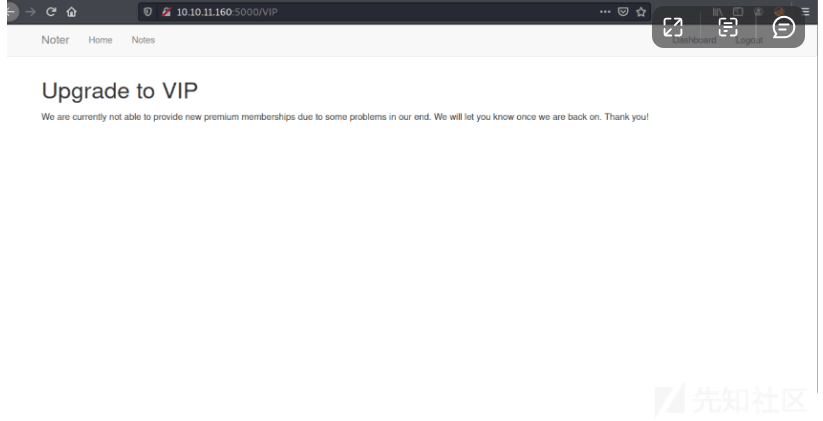 10.10.11.160:5000/VIP
Noter Home Notes Dashboard Logout
Upgrade to VIP
We are currently not able to provide new premium memberships due to some problems in our end. We will let you know once we are back on. Thank you!
先知社区